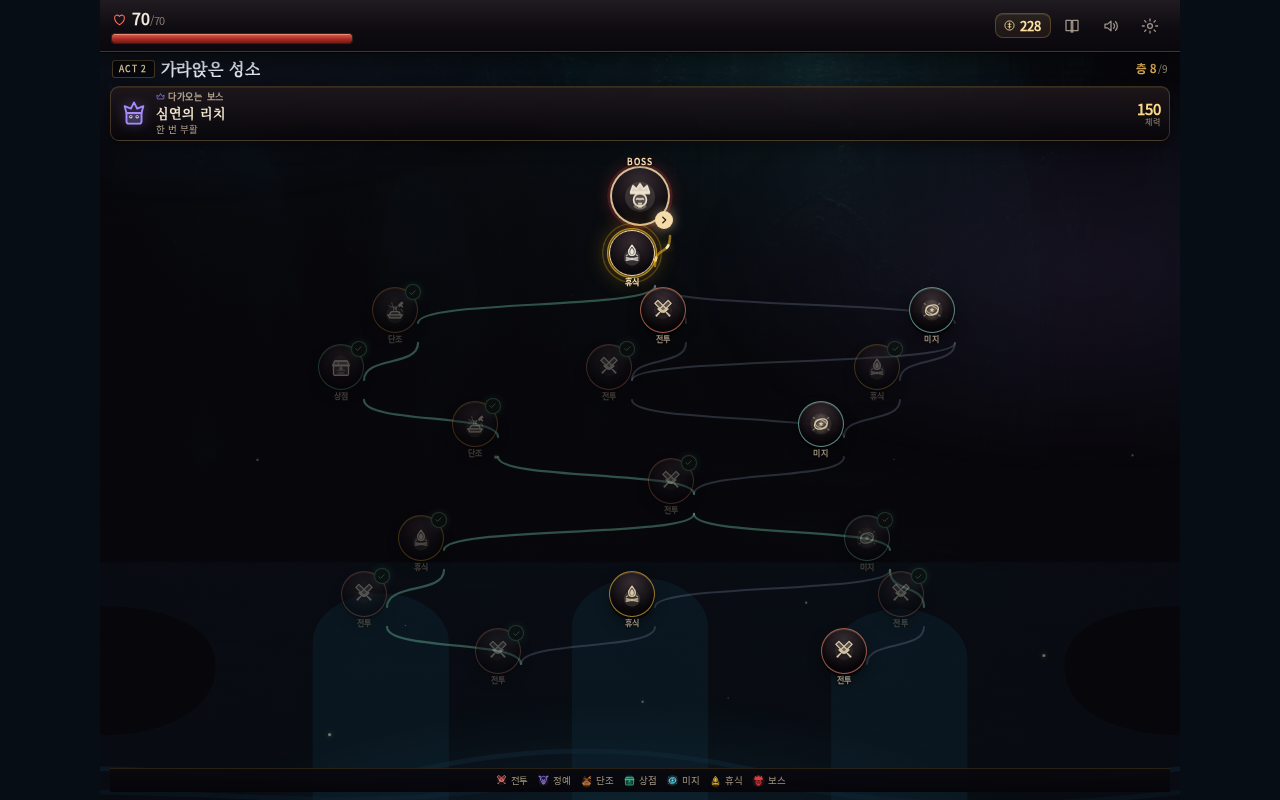 70/70
228
ACT 2 가라앉은 성소
층 8/9
다가오는 보스
심연의 리치
한 번 부활
150
체력
BOSS
휴식
단조
전투
미지
상점
전투
휴식
단조
미지
전투
휴식
미지
전투
휴식
전투
전투
전투
전투 정예 단조 상점 미지 휴식 보스